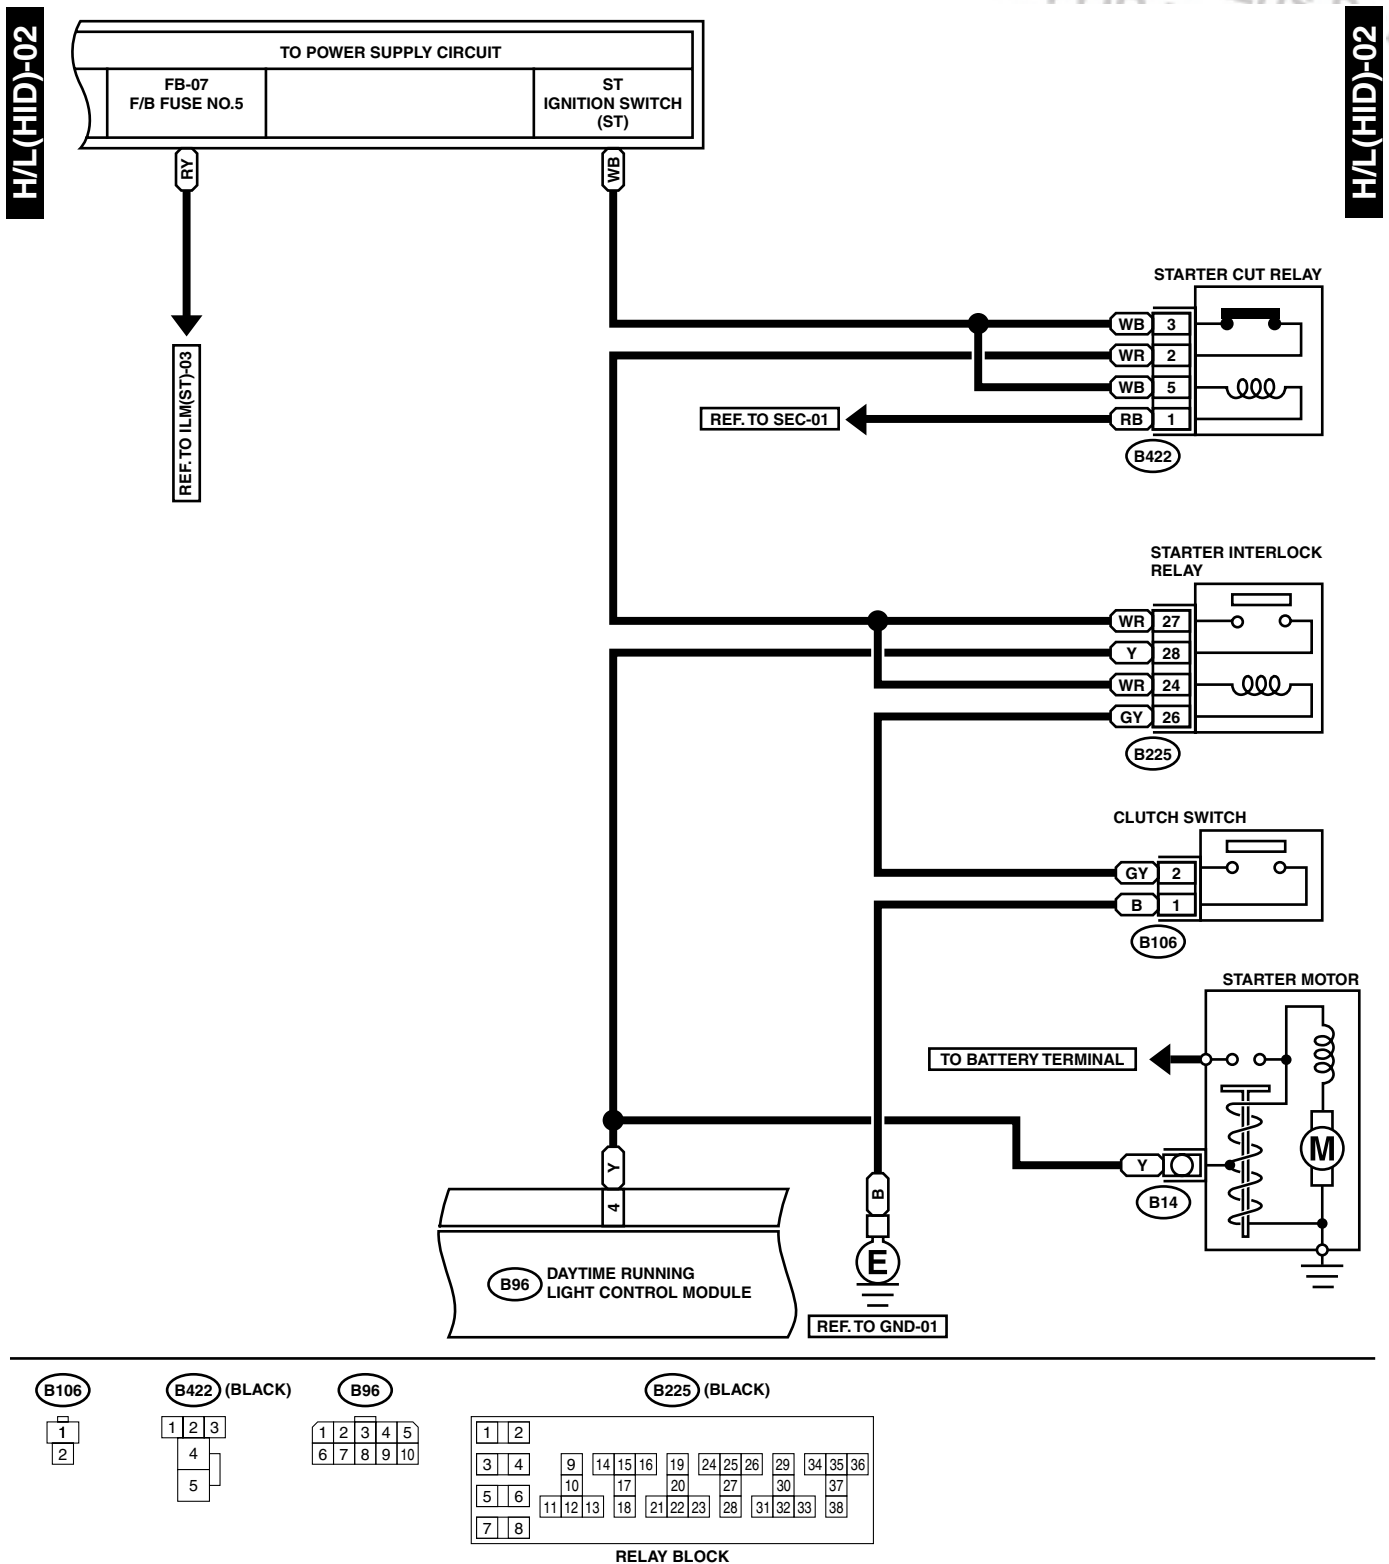 H/L(HID)-02
H/L(HID)-02
TO POWER SUPPLY CIRCUIT
FB-07
F/B FUSE NO.5
ST
IGNITION SWITCH
(ST)
RY
WB
REF. TO ILM(ST)-03
STARTER CUT RELAY
WB 3
WR 2
WB 5
RB 1
REF. TO SEC-01
B422
STARTER INTERLOCK
RELAY
WR 27
Y 28
WR 24
GY 26
B225
CLUTCH SWITCH
GY 2
B 1
B106
STARTER MOTOR
TO BATTERY TERMINAL
M
Y
B14
Y
4
B
E
B96
DAYTIME RUNNING
LIGHT CONTROL MODULE
REF. TO GND-01
B106
1
2
B422 (BLACK)
1 2 3
4
5
B96
1 2 3 4 5
6 7 8 9 10
B225 (BLACK)
1 2
3 4 9 14 15 16 19 24 25 26 29 34 35 36
10 17 20 27 30 37
5 6
11 12 13 18 21 22 23 28 31 32 33 38
7 8
RELAY BLOCK